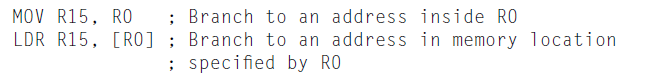 MOV R15, R0   ; Branch to an address inside R0
LDR R15, [R0] ; Branch to an address in memory location
              ; specified by R0